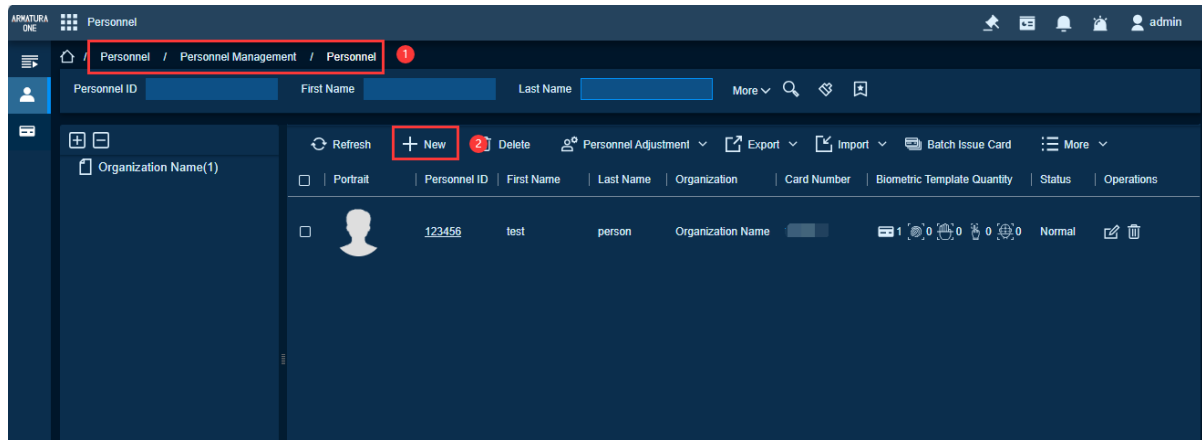 ARMATURA ONE Personnel admin
/ Personnel / Personnel Management / Personnel 1
Personnel ID First Name Last Name More
Refresh New 2 Delete Personnel Adjustment Export Import Batch Issue Card More
Organization Name(1)
Portrait Personnel ID First Name Last Name Organization Card Number Biometric Template Quantity Status Operations
123456 test person Organization Name 1 0 0 0 0 Normal